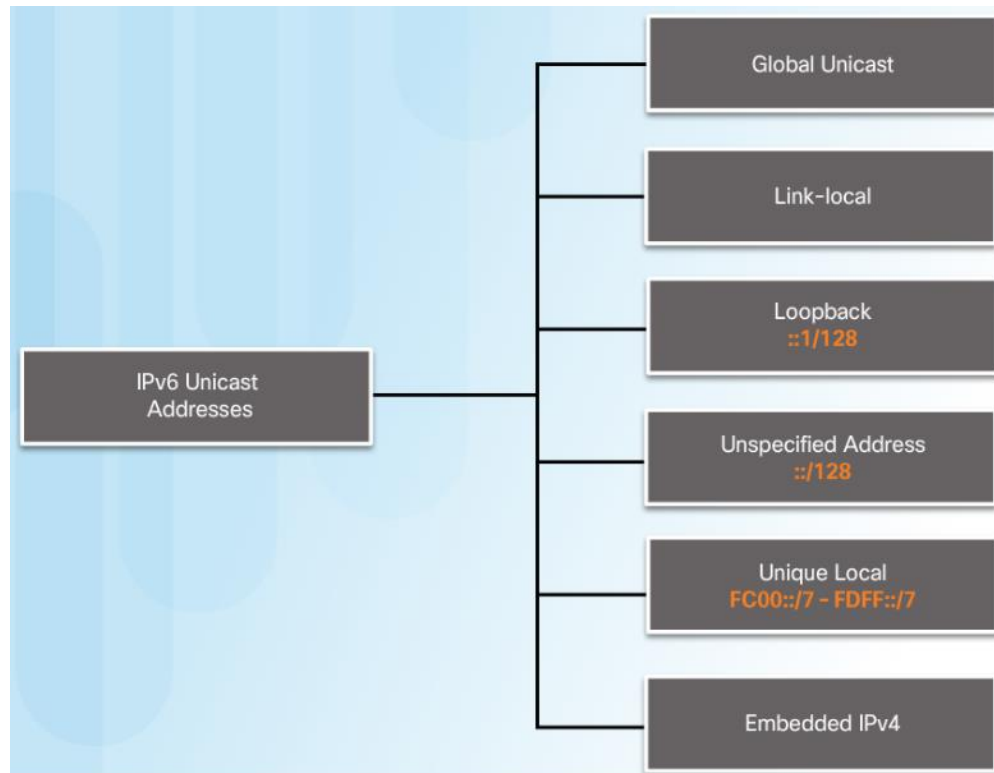 Global Unicast
Link-local
Loopback
::1/128
IPv6 Unicast
Addresses
Unspecified Address
::/128
Unique Local
FC00::/7 – FDFF::/7
Embedded IPv4